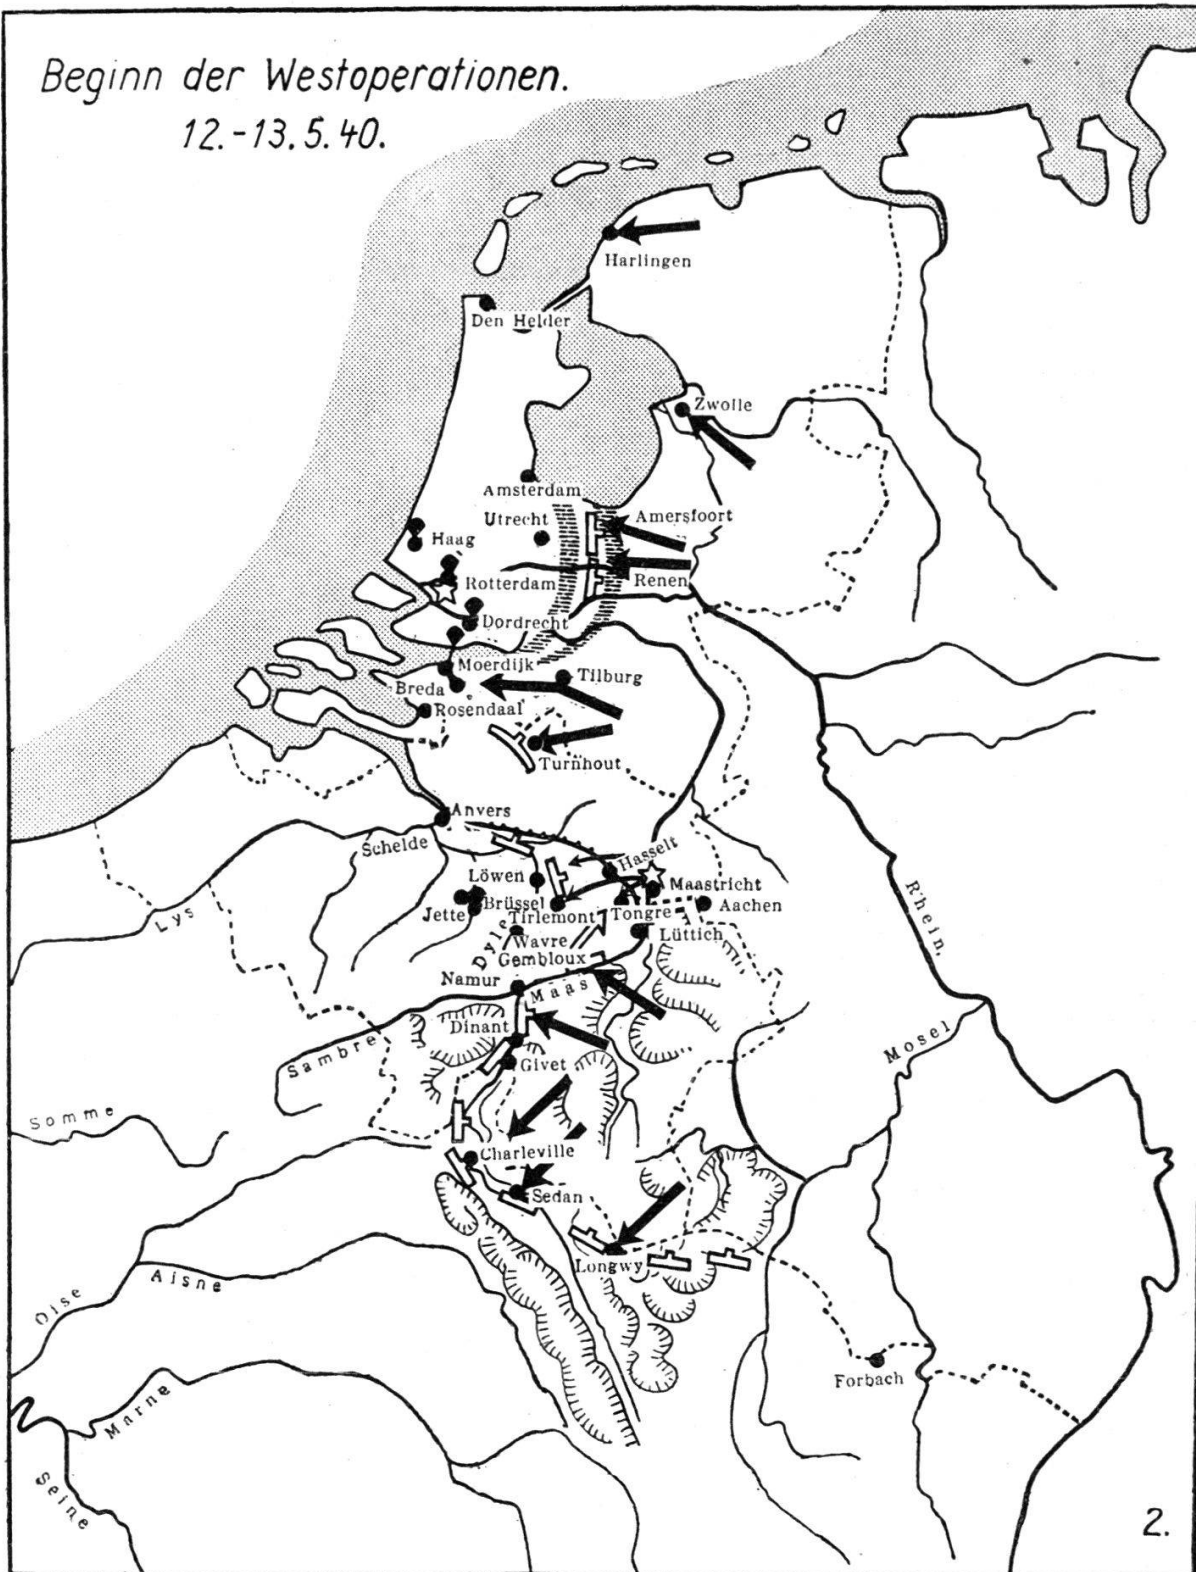 Beginn der Westoperationen.
12.-13.5.40.
Harlingen
Den Helder
Zwolle
Amsterdam
Utrecht
Amersfoort
Haag
Rotterdam
Renen
Dordrecht
Moerdijk
Tilburg
Breda
Rosendaal
Turnhout
Anvers
Schelde
Hasselt
Löwen
Maastricht
Brüssel
Aachen
Jette
Tirlemont
Tongre
Lys
Rhein.
Dyle
Wavre
Lüttich
Gembloux
Namur
Maas
Dinant
Mosel
Sambre
Givet
Somme
Charleville
Sedan
Longwy
Aisne
Oise
Forbach
Marne
Seine
2.